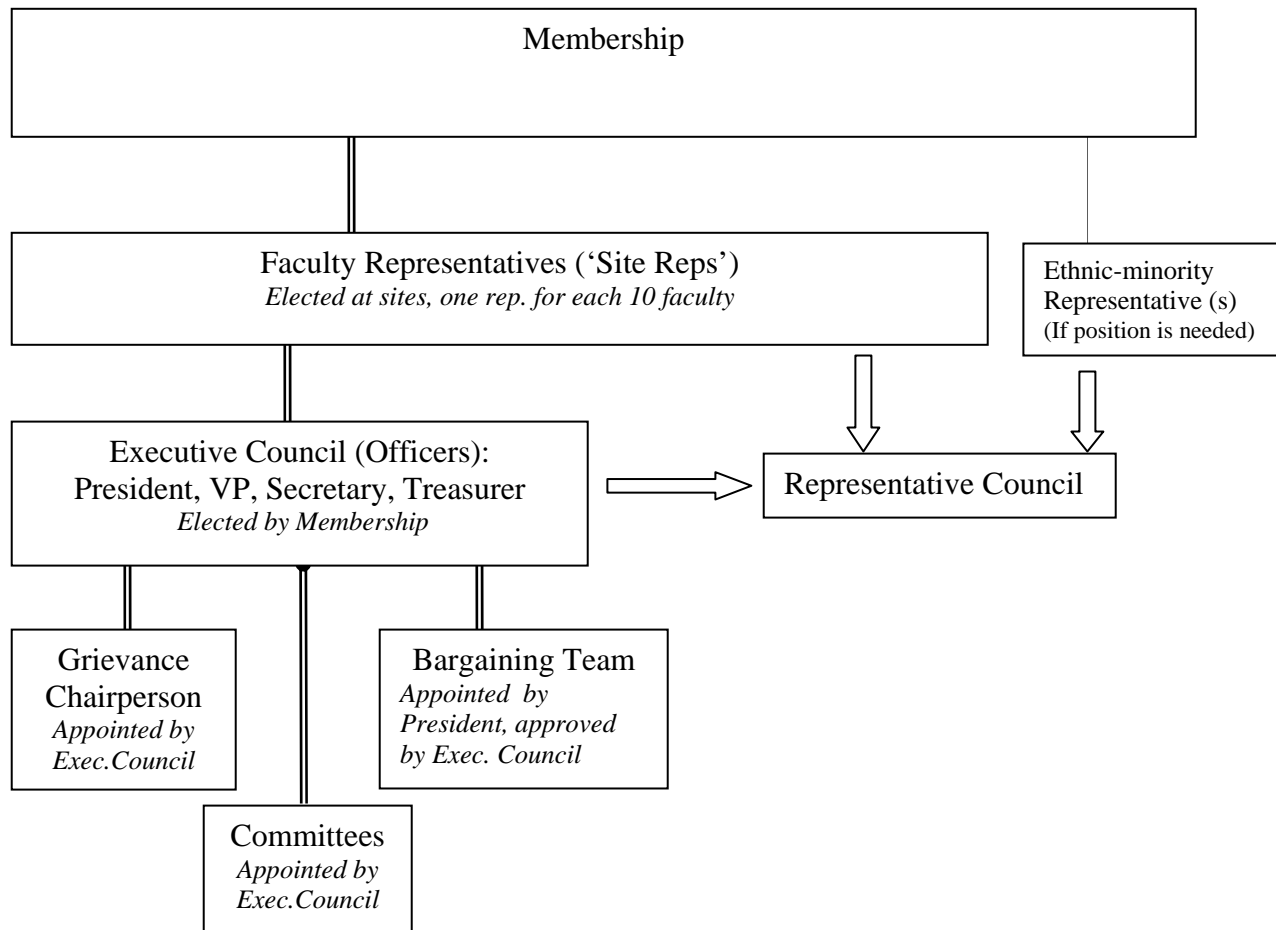 Membership
Faculty Representatives (‘Site Reps’)
Elected at sites, one rep. for each 10 faculty
Ethnic-minority
Representative (s)
(If position is needed)
Executive Council (Officers):
President, VP, Secretary, Treasurer
Elected by Membership
Representative Council
Grievance
Chairperson
Appointed by
Exec.Council
Bargaining Team
Appointed  by
President, approved
by Exec. Council
Committees
Appointed by
Exec.Council